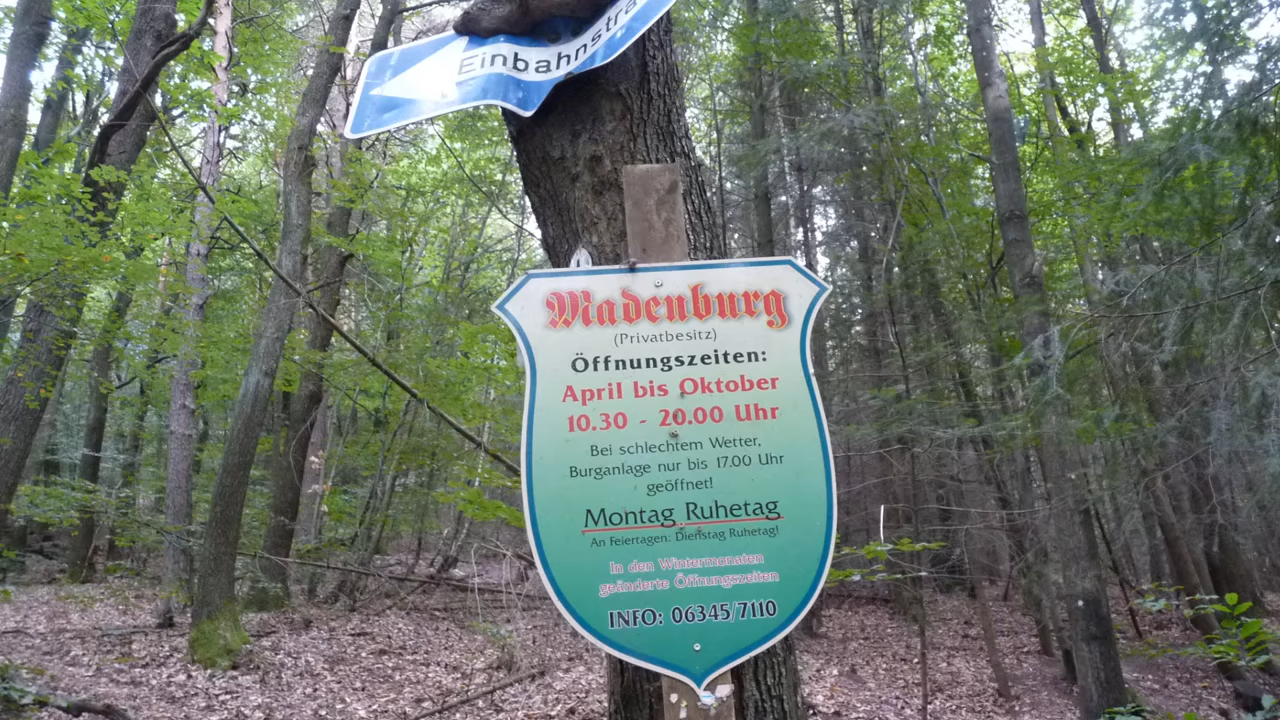 Einbahnstra
Madenburg
(Privatbesitz)
Öffnungszeiten:
April bis Oktober
10.30 - 20.00 Uhr
Bei schlechtem Wetter,
Burganlage nur bis 17.00 Uhr
geöffnet!
Montag Ruhetag
An Feiertagen: Dienstag Ruhetag!
In den Wintermonaten
geänderte Öffnungszeiten
INFO: 06345/7110